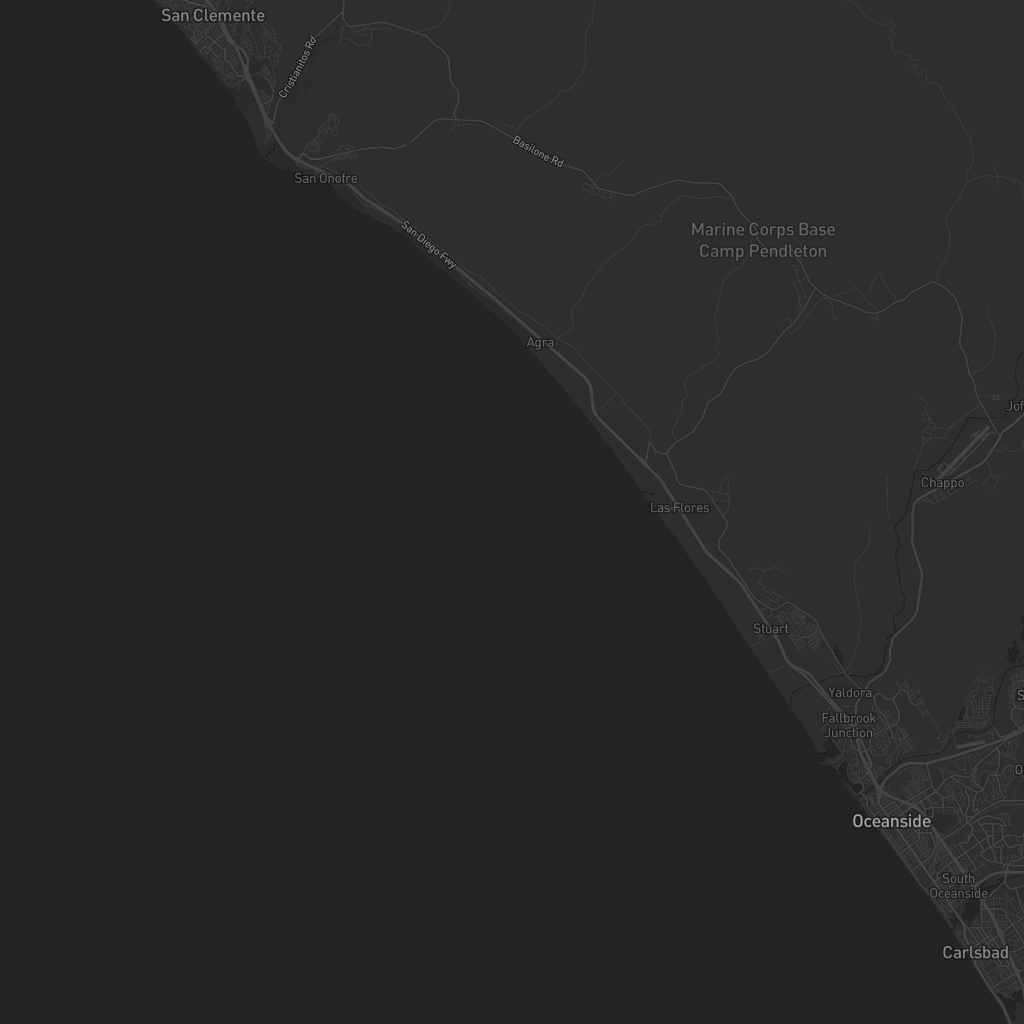 San Clemente
Cristianitos Rd
Basilone Rd
San Onofre
San Diego Fwy
Marine Corps Base
Camp Pendleton
Agra
Jof
Chappo
Las Flores
Stuart
Yaldora
S
Fallbrook
Junction
O
Oceanside
South
Oceanside
Carlsbad